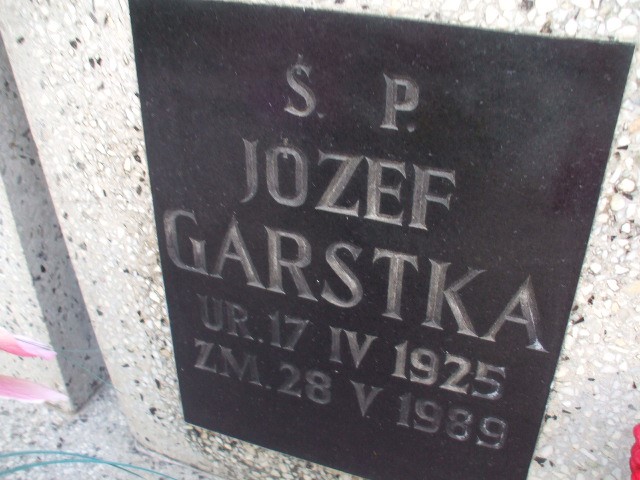 Ś. P.
JÓZEF
GARSTKA
UR. 17 IV 1925
ZM. 28 V 1989